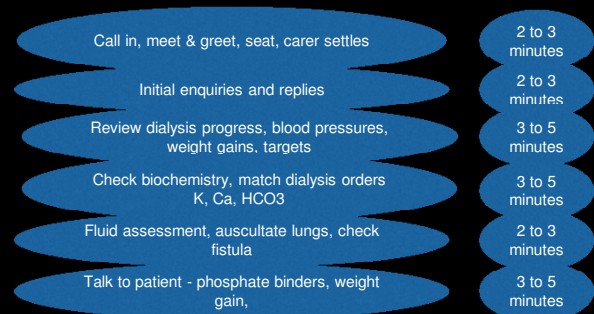 Call in, meet & greet, seat, carer settles
2 to 3
minutes
Initial enquiries and replies
2 to 3
minutes
Review dialysis progress, blood pressures,
weight gains, targets
3 to 5
minutes
Check biochemistry, match dialysis orders
K, Ca, HCO3
3 to 5
minutes
Fluid assessment, auscultate lungs, check
fistula
2 to 3
minutes
Talk to patient - phosphate binders, weight
gain,
3 to 5
minutes